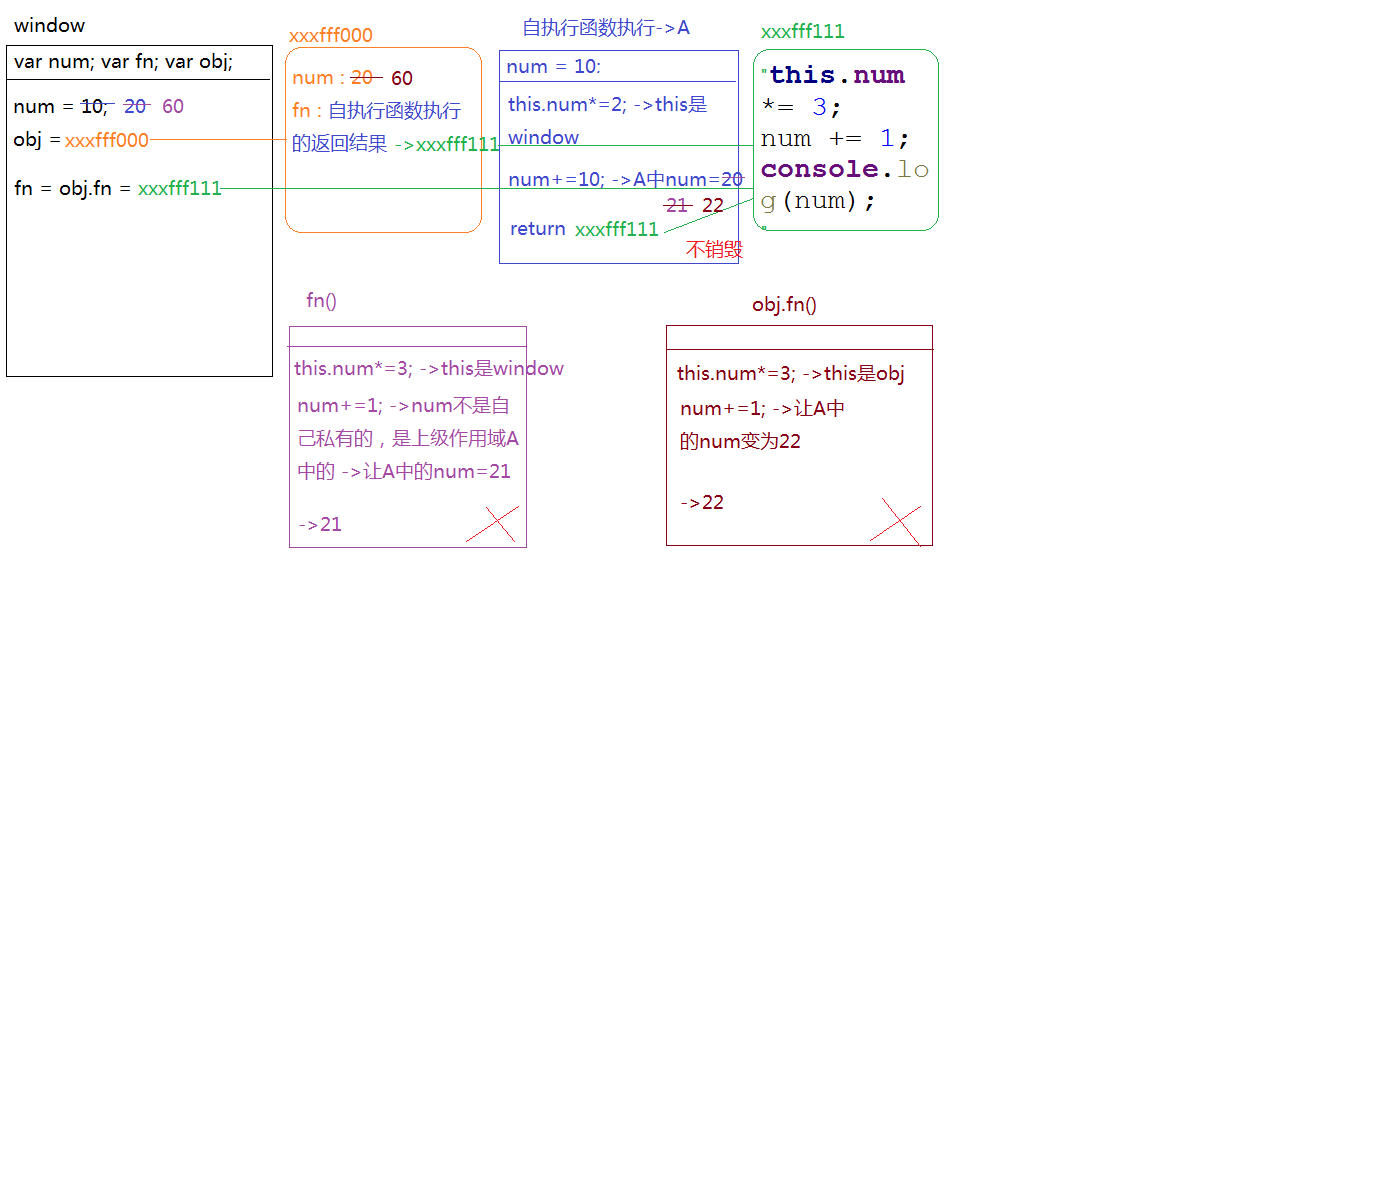 window
var num; var fn; var obj;
num = 10; 20 60
obj = xxxfff000
fn = obj.fn = xxxfff111
xxxfff000
num : 20 60
fn : 自执行函数执行
的返回结果 ->xxxfff111
自执行函数执行->A
num = 10:
this.num*=2; ->this是
window
num+=10; ->A中num=20
21 22
return xxxfff111
不销毁
xxxfff111
"this.num
*= 3;
num += 1;
console.lo
g(num);
"
fn()
this.num*=3; ->this是window
num+=1; ->num不是自
己私有的，是上级作用域A
中的 ->让A中的num=21
->21
obj.fn()
this.num*=3; ->this是obj
num+=1; ->让A中
的num变为22
->22